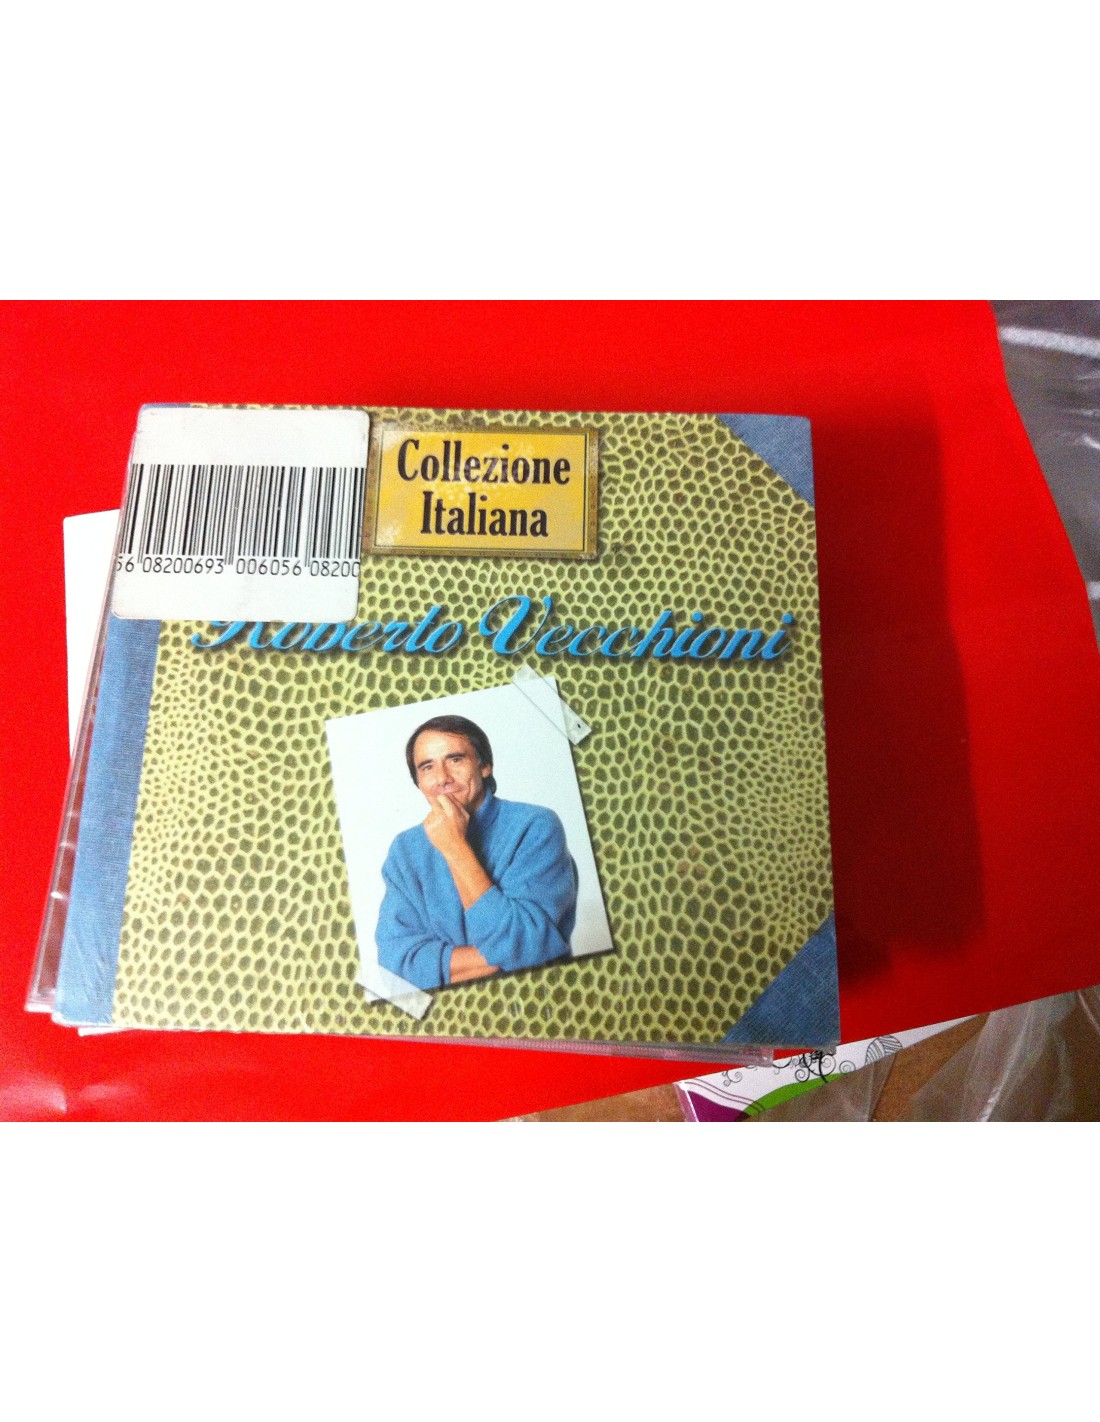 Collezione
Italiana
56 08200693 006056 08200
Roberto Vecchioni